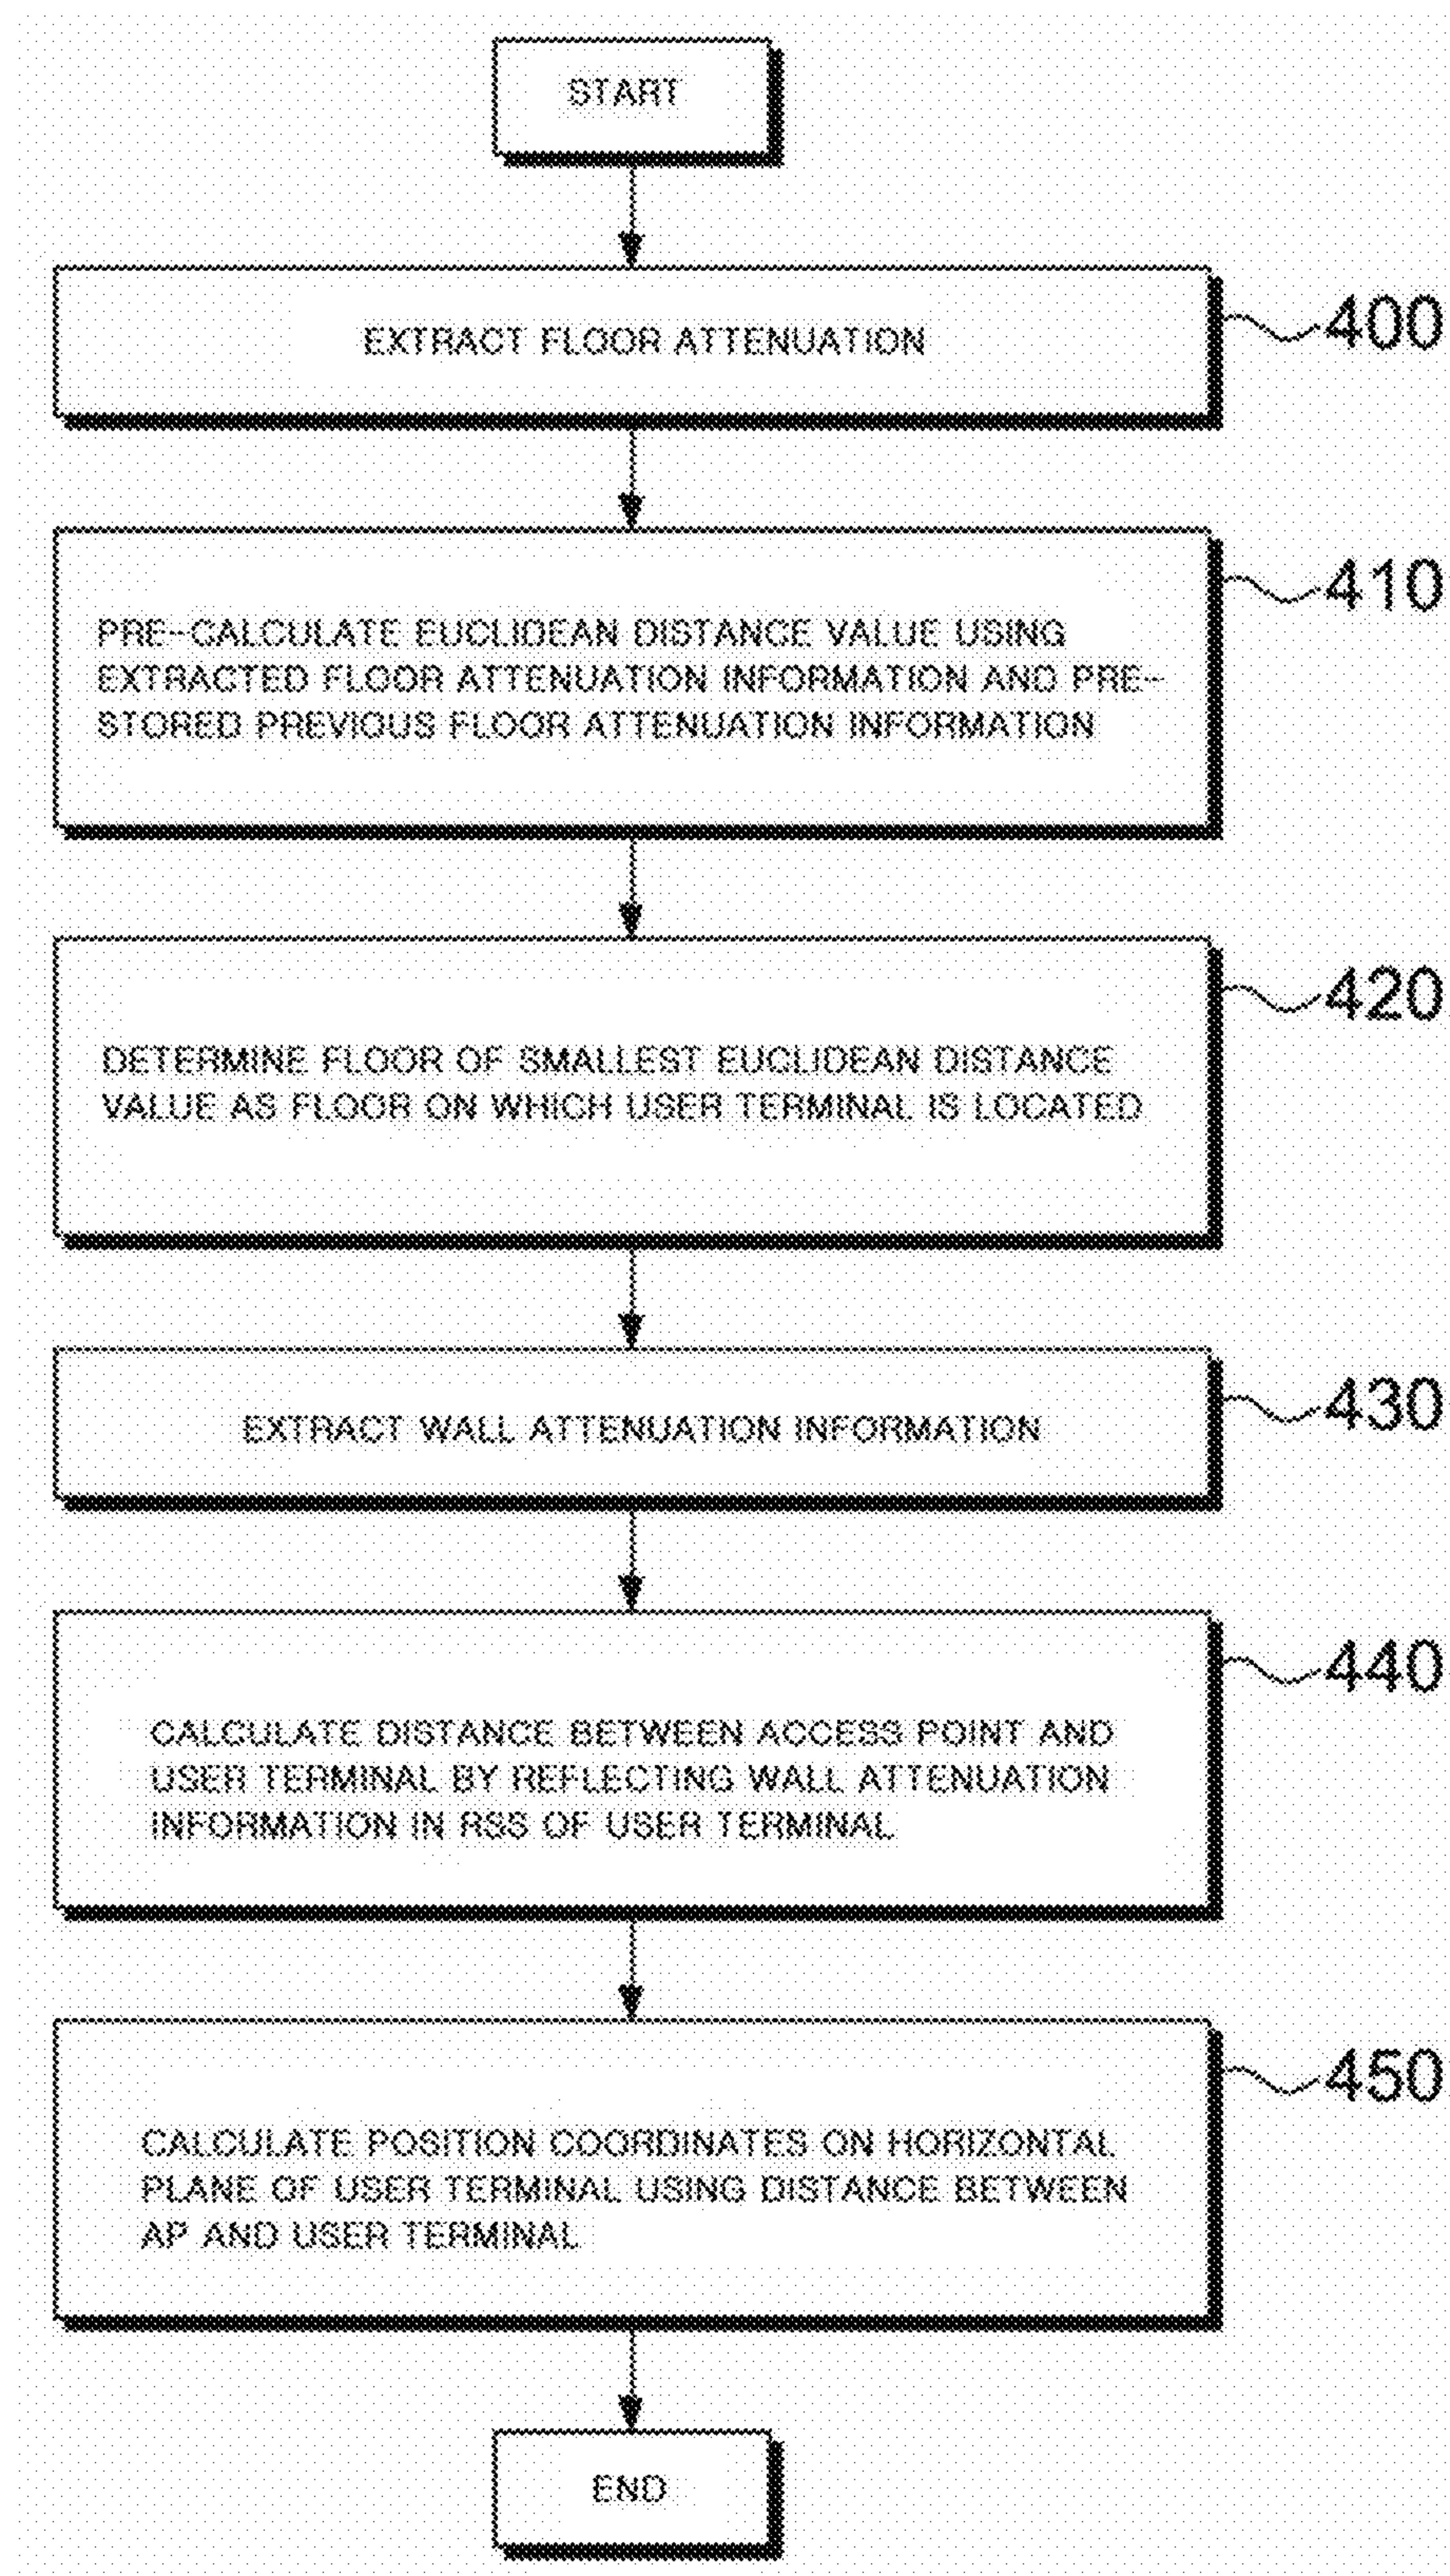 START
EXTRACT FLOOR ATTENUATION
400
PRE-CALCULATE EUCLIDEAN DISTANCE VALUE USING
EXTRACTED FLOOR ATTENUATION INFORMATION AND PRE-
STORED PREVIOUS FLOOR ATTENUATION INFORMATION
410
DETERMINE FLOOR OF SMALLEST EUCLIDEAN DISTANCE
VALUE AS FLOOR ON WHICH USER TERMINAL IS LOCATED
420
EXTRACT WALL ATTENUATION INFORMATION
430
CALCULATE DISTANCE BETWEEN ACCESS POINT AND
USER TERMINAL BY REFLECTING WALL ATTENUATION
INFORMATION IN RSS OF USER TERMINAL
440
CALCULATE POSITION COORDINATES ON HORIZONTAL
PLANE OF USER TERMINAL USING DISTANCE BETWEEN
AP AND USER TERMINAL
450
END